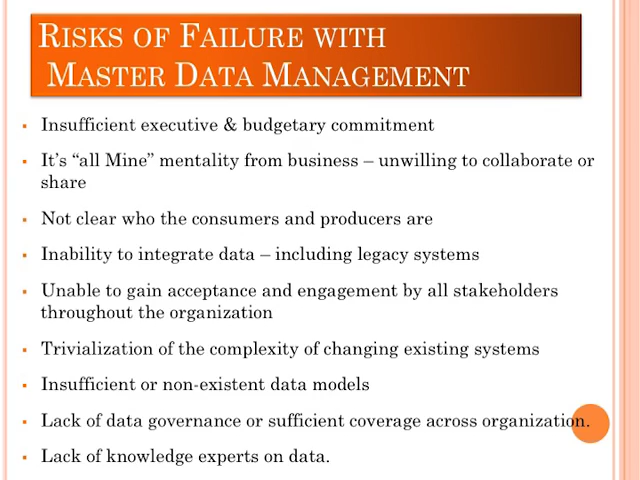 RISKS OF FAILURE WITH
MASTER DATA MANAGEMENT
▪ Insufficient executive & budgetary commitment
▪ It's “all Mine” mentality from business – unwilling to collaborate or
share
▪ Not clear who the consumers and producers are
▪ Inability to integrate data – including legacy systems
▪ Unable to gain acceptance and engagement by all stakeholders
throughout the organization
▪ Trivialization of the complexity of changing existing systems
▪ Insufficient or non-existent data models
▪ Lack of data governance or sufficient coverage across organization.
▪ Lack of knowledge experts on data.